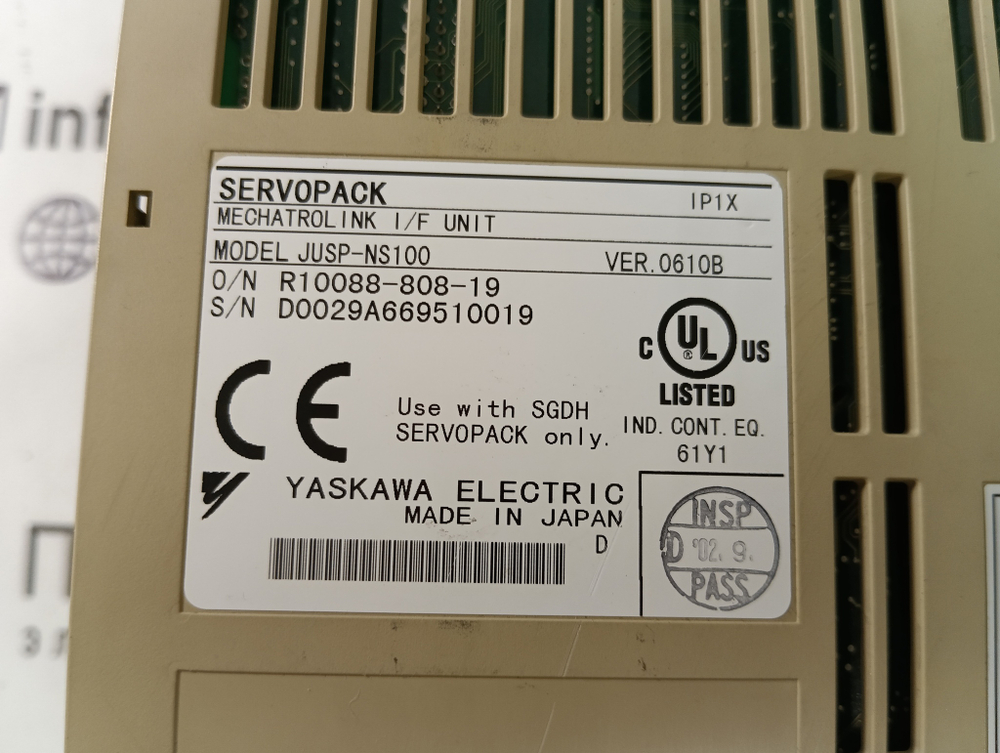 inf
SERVOPACK
IP1X
MECHATROLINK I/F UNIT
MODEL JUSP-NS100
VER.0610B
O/N R10088-808-19
S/N D0029A669510019
C UL ® US
LISTED
IND. CONT. EQ.
61Y1
CE
Use with SGDH
SERVOPACK only.
YASKAWA ELECTRIC
MADE IN JAPAN
D
INSP
D '02. 9.
PASS